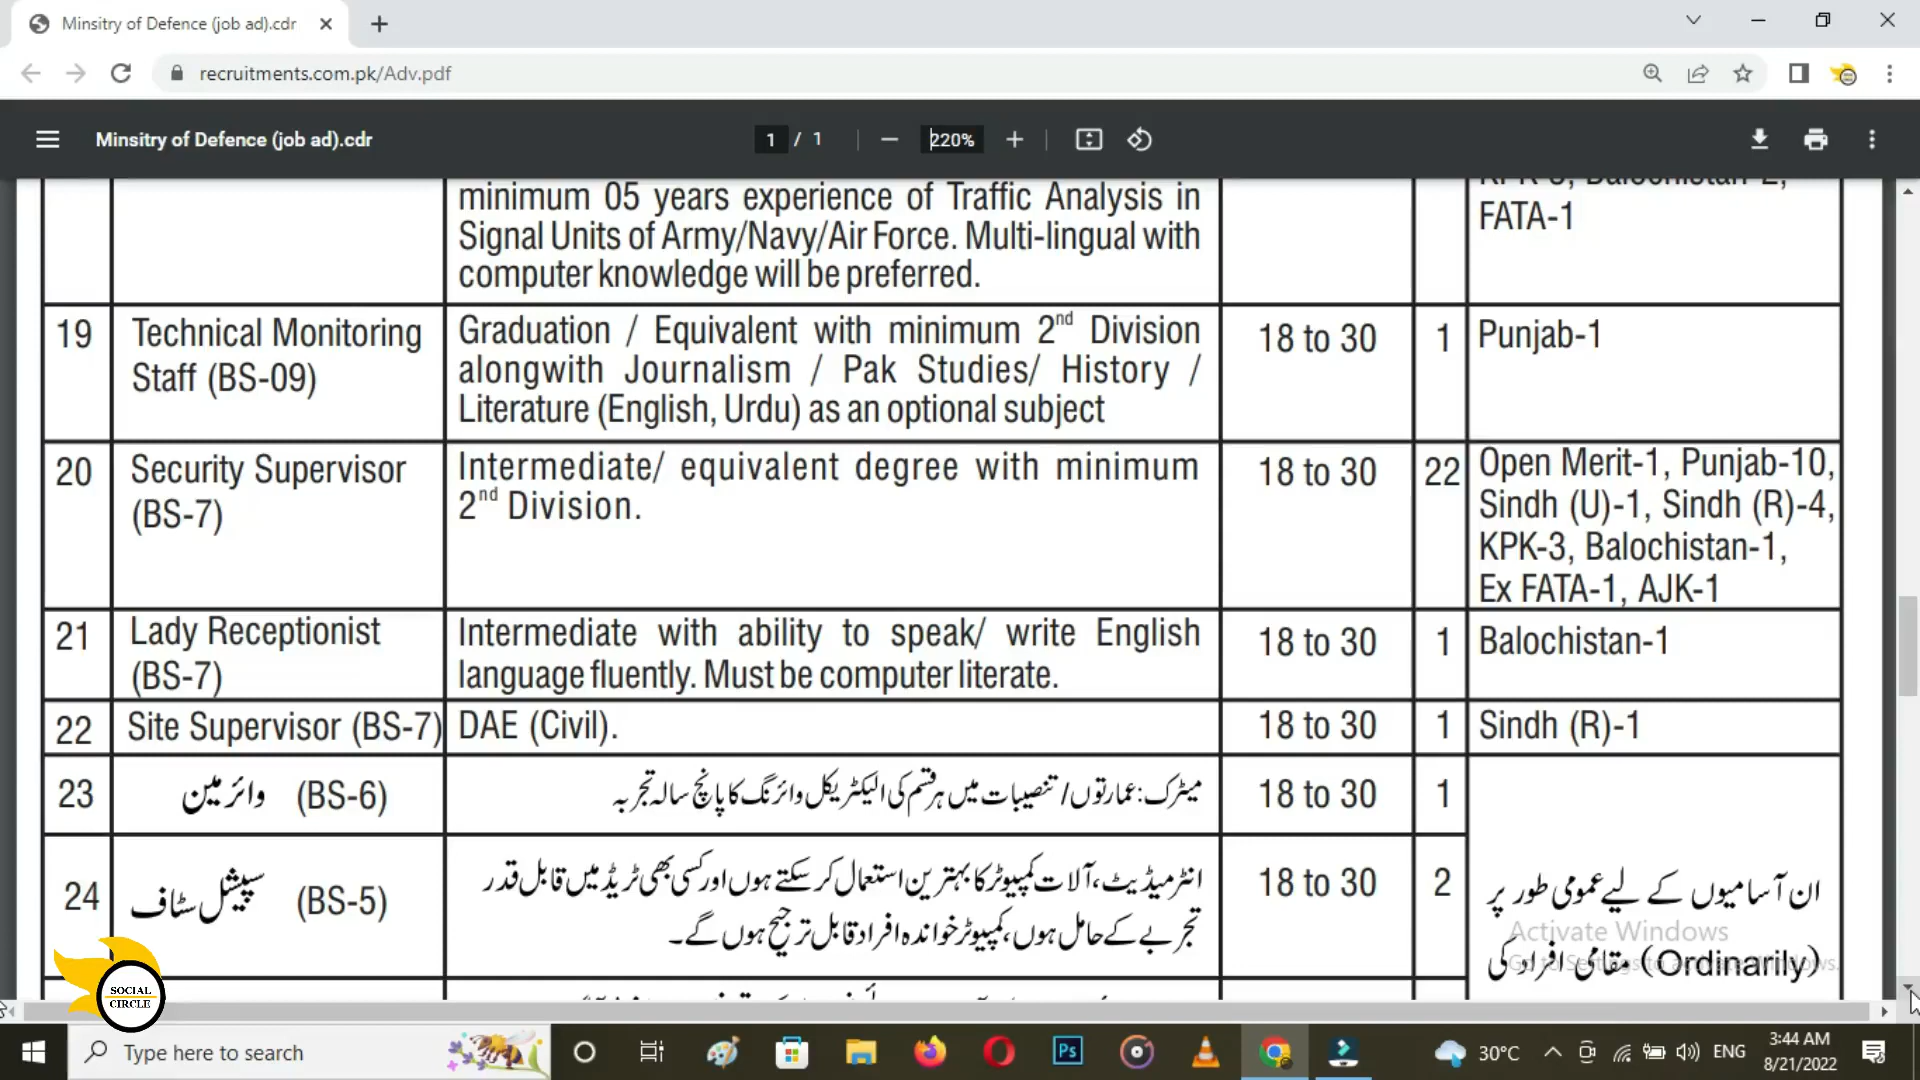 Minsitry of Defence (job ad).cdr
recruitments.com.pk/Adv.pdf
Minsitry of Defence (job ad).cdr
1 / 1
220%
minimum 05 years experience of Traffic Analysis in
Signal Units of Army/Navy/Air Force. Multi-lingual with
computer knowledge will be preferred.
FATA-1
19
Technical Monitoring
Staff (BS-09)
Graduation / Equivalent with minimum 2nd Division
alongwith Journalism / Pak Studies/ History /
Literature (English, Urdu) as an optional subject
18 to 30
1
Punjab-1
20
Security Supervisor
(BS-7)
Intermediate/ equivalent degree with minimum
2nd Division.
18 to 30
22
Open Merit-1, Punjab-10,
Sindh (U)-1, Sindh (R)-4,
KPK-3, Balochistan-1,
Ex FATA-1, AJK-1
21
Lady Receptionist
(BS-7)
Intermediate with ability to speak/ write English
language fluently. Must be computer literate.
18 to 30
1
Balochistan-1
22
Site Supervisor (BS-7)
DAE (Civil).
18 to 30
1
Sindh (R)-1
23
وائرمین (BS-6)
میٹرک: عمارتوں/ تنصیبات میں ہر قسم کی الیکٹریکل وائرنگ کا پانچ سالہ تجربہ
18 to 30
1
24
سپیشل سٹاف (BS-5)
انٹرمیڈیٹ، آلات کمپیوٹر کا بہترین استعمال کر سکتے ہوں اور کسی بھی ٹریڈ میں قابل قدر
تجربے کے حامل ہوں، کمپیوٹر خواندہ افراد قابل ترجیح ہوں گے۔
18 to 30
2
ان آسامیوں کے لیے عمومی طور پر
(Ordinarily) مقامی افراد کی
Activate Windows
Go to Settings to activate Windows.
SOCIAL
CIRCLE
Type here to search
Ps
30°C
ENG
3:44 AM
8/21/2022